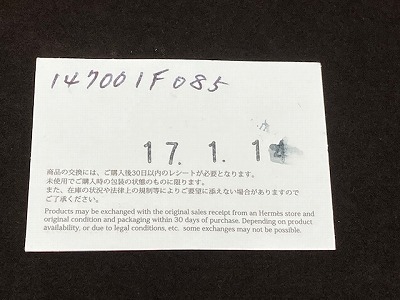 147001F085
17. 1. 14
商品の交換には、ご購入後30日以内のレシートが必要となります。
未使用でご購入時の包装の状態のものに限ります。
また、在庫の状況や法律上の規制等によりご要望に添えない場合がありますので
ご了承ください。
Products may be exchanged with the original sales receipt from an Hermès store and
original condition and packaging within 30 days of purchase. Depending on product
availability, or due to legal conditions, etc. some exchanges may not be possible.